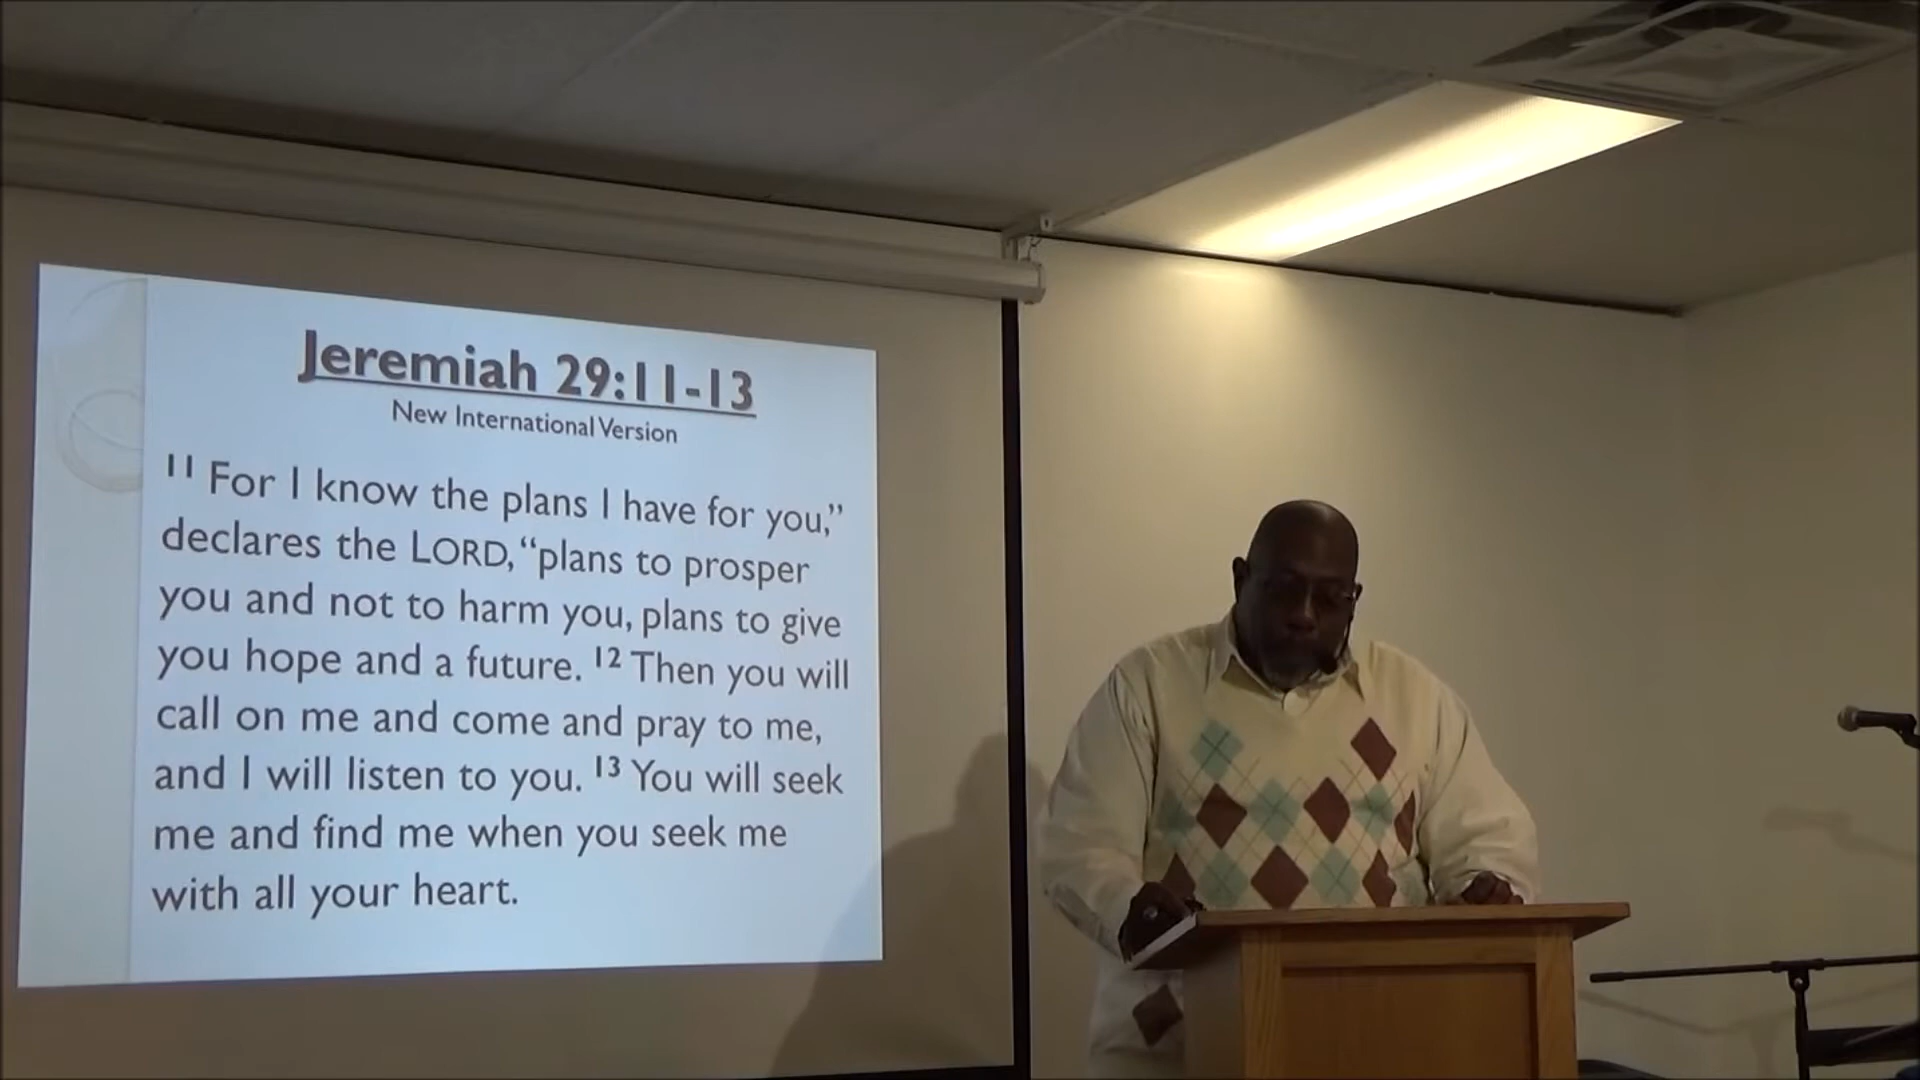 Jeremiah 29:11-13
New International Version
11 For I know the plans I have for you,”
declares the LORD, “plans to prosper
you and not to harm you, plans to give
you hope and a future. 12 Then you will
call on me and come and pray to me,
and I will listen to you. 13 You will seek
me and find me when you seek me
with all your heart.